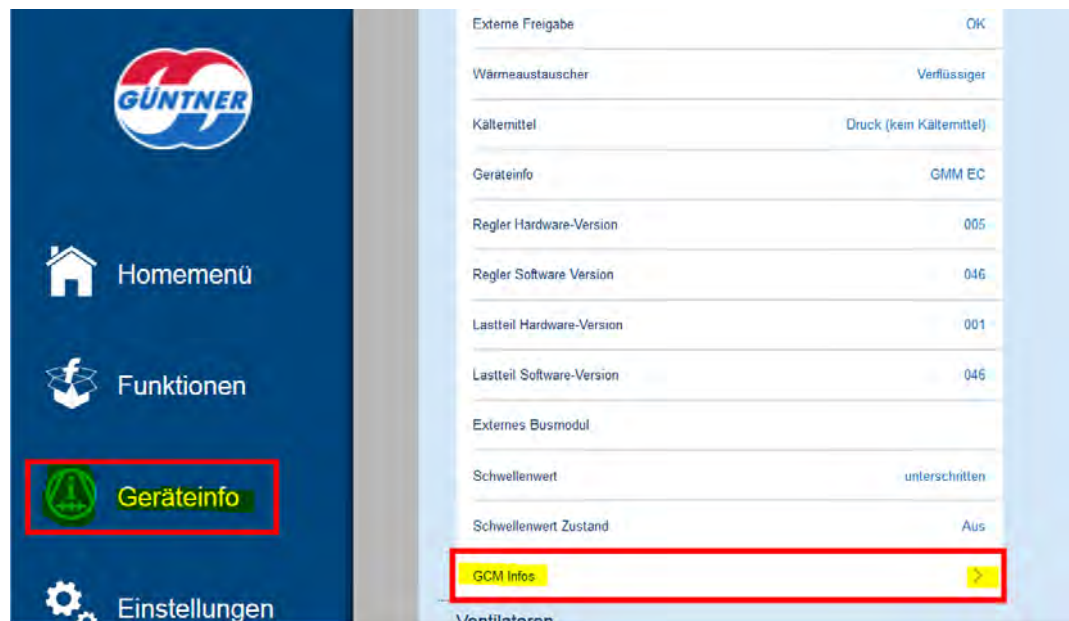 GÜNTNER
Homemenü
Funktionen
Geräteinfo
Einstellungen
Externe Freigabe OK
Wärmeaustauscher Verflüssiger
Kältemittel Druck (kein Kältemittel)
Geräteinfo GMM EC
Regler Hardware-Version 005
Regler Software Version 046
Lastteil Hardware-Version 001
Lastteil Software-Version 046
Externes Busmodul
Schwellenwert unterschritten
Schwellenwert Zustand Aus
GCM Infos >
Ventilatoren